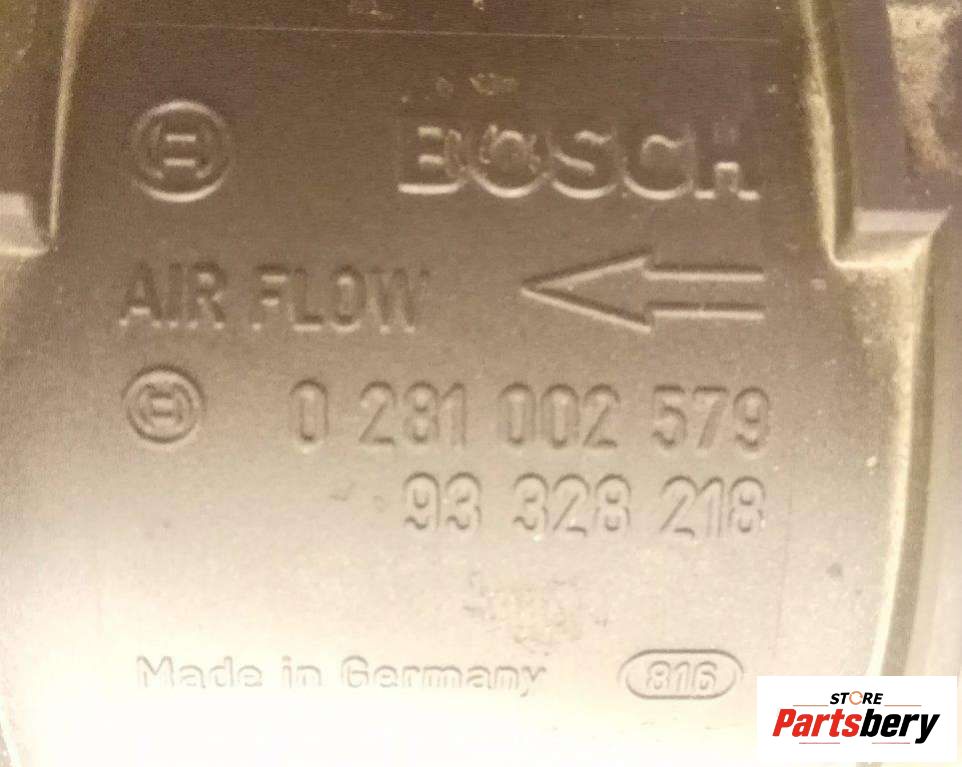 BOSCH
AIR FLOW
0 281 002 579
93 328 218
Made in Germany 816
STORE
Partsbery